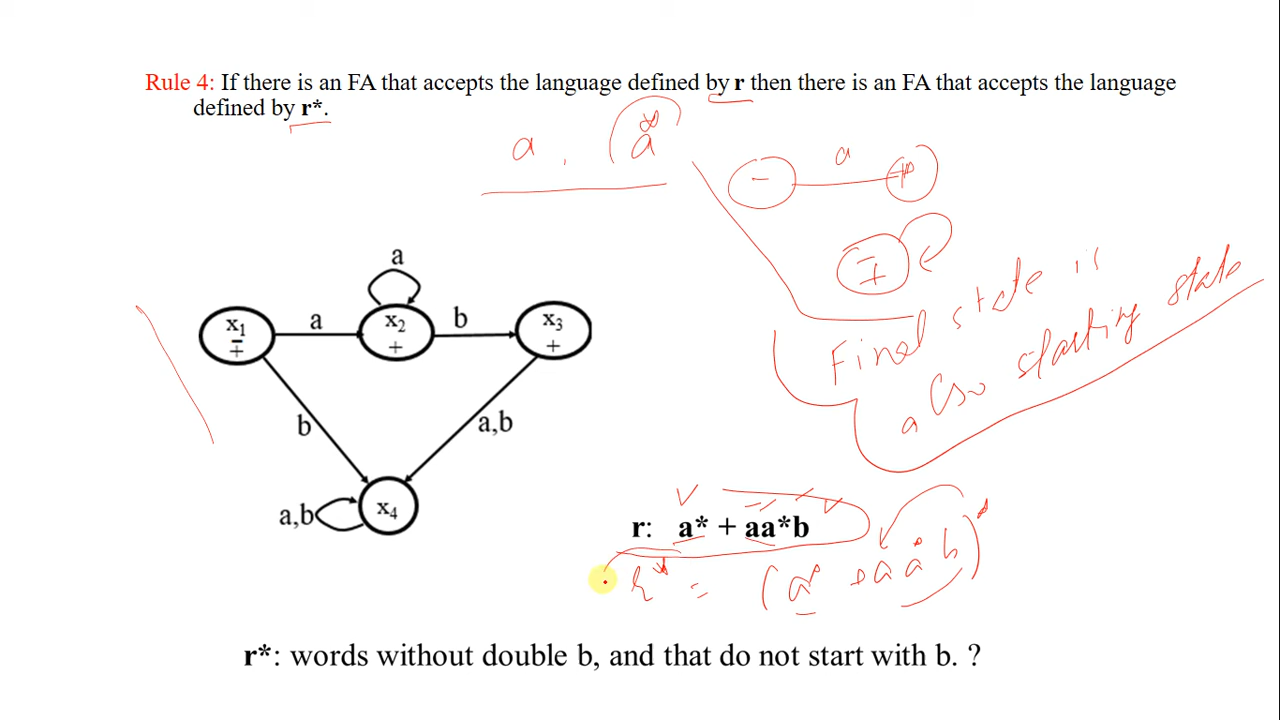 Rule 4: If there is an FA that accepts the language defined by r then there is an FA that accepts the language
defined by r*.
a , (a*
- a +
∓
Final state is
also starting state
a
x₁ a x₂ b x₃
∓ + +
b a,b
a,b x₄
r: a* + aa*b
r* = (a* + aa*b)*
r*: words without double b, and that do not start with b. ?